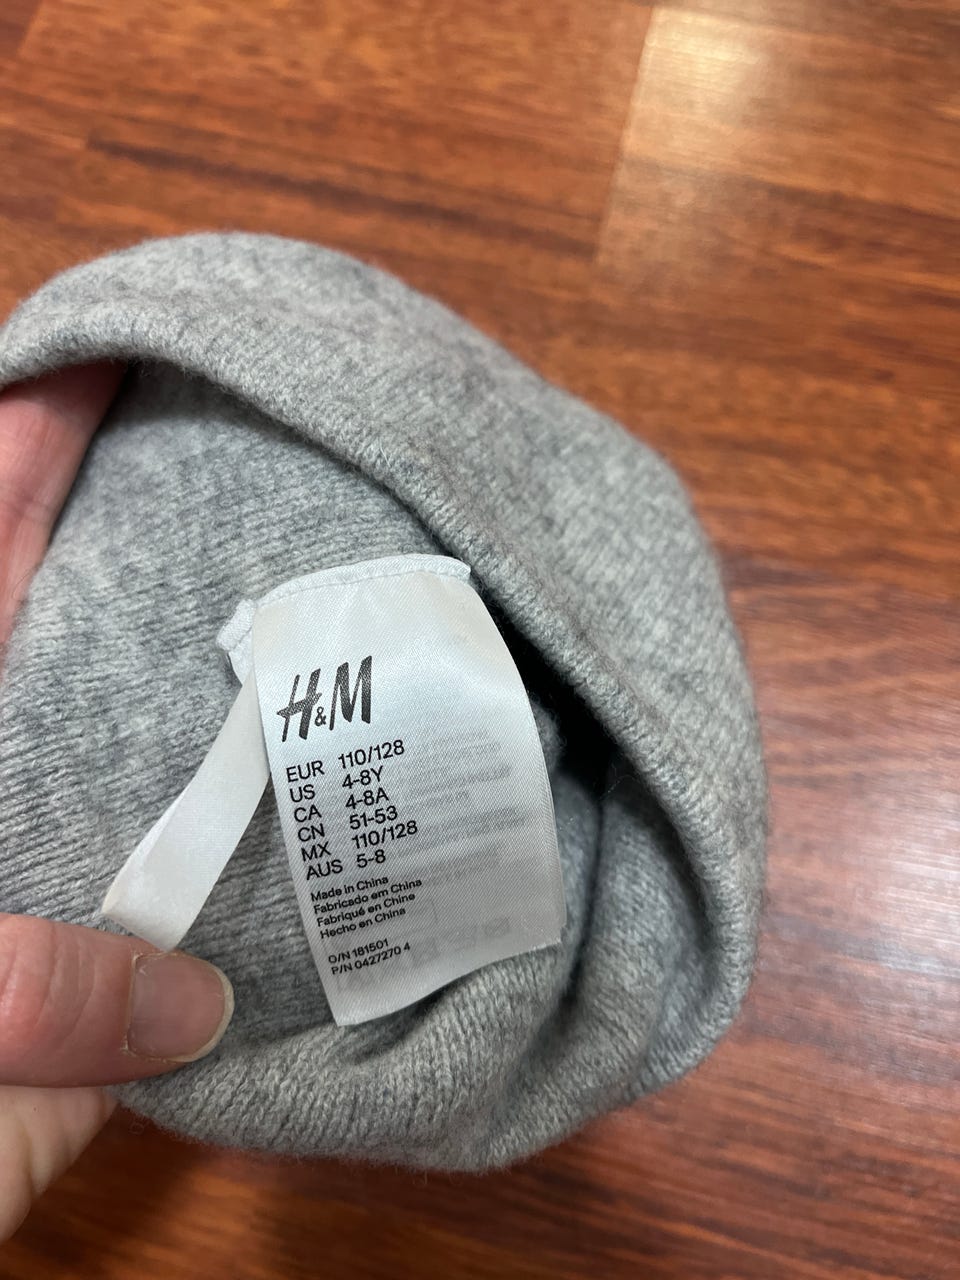 H&M
EUR 110/128
US 4-8Y
CA 4-8A
CN 51-53
MX 110/128
AUS 5-8
Made in China
Fabricado em China
Fabriqué en Chine
Hecho en China
O/N 181501
P/N 0427270 4